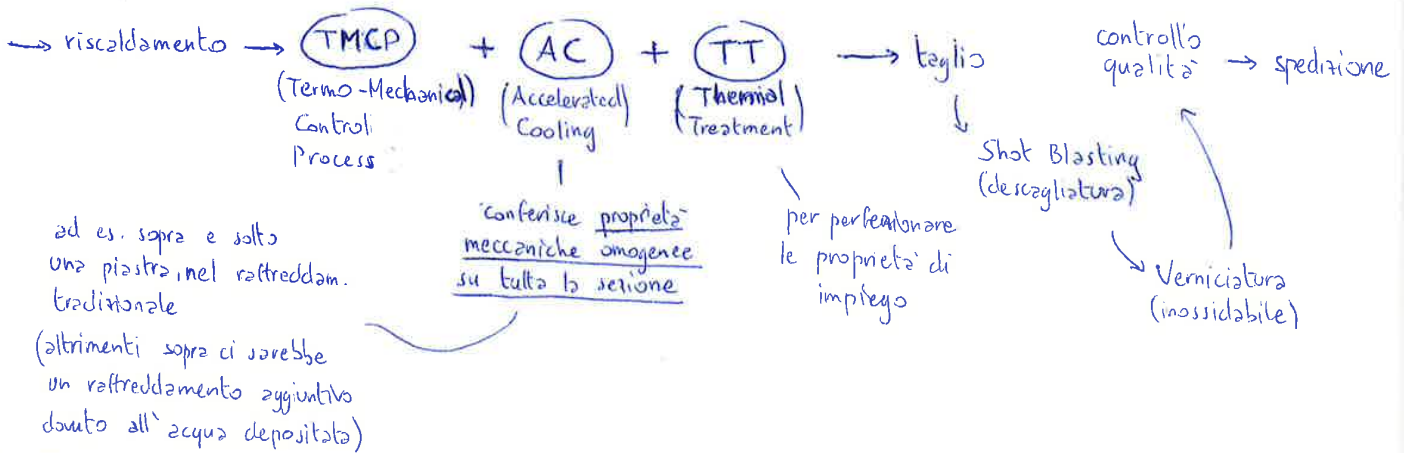 → riscaldamento → TMCP + AC + TT → taglio
(Termo-Mechanical)
Control
Process
(Accelerated)
Cooling
(Thermal
Treatment)
controllo
qualità → spedizione
Shot Blasting
(descagliatura)
Verniciatura
(inossidabile)
conferisce proprietà
meccaniche omogenee
su tutta la sezione
per perfezionare
le proprietà di
impiego
ad es. sopra e sotto
una piastra, nel raffreddam.
tradizionale
(altrimenti sopra ci sarebbe
un raffreddamento aggiuntivo
dovuto all'acqua depositata)